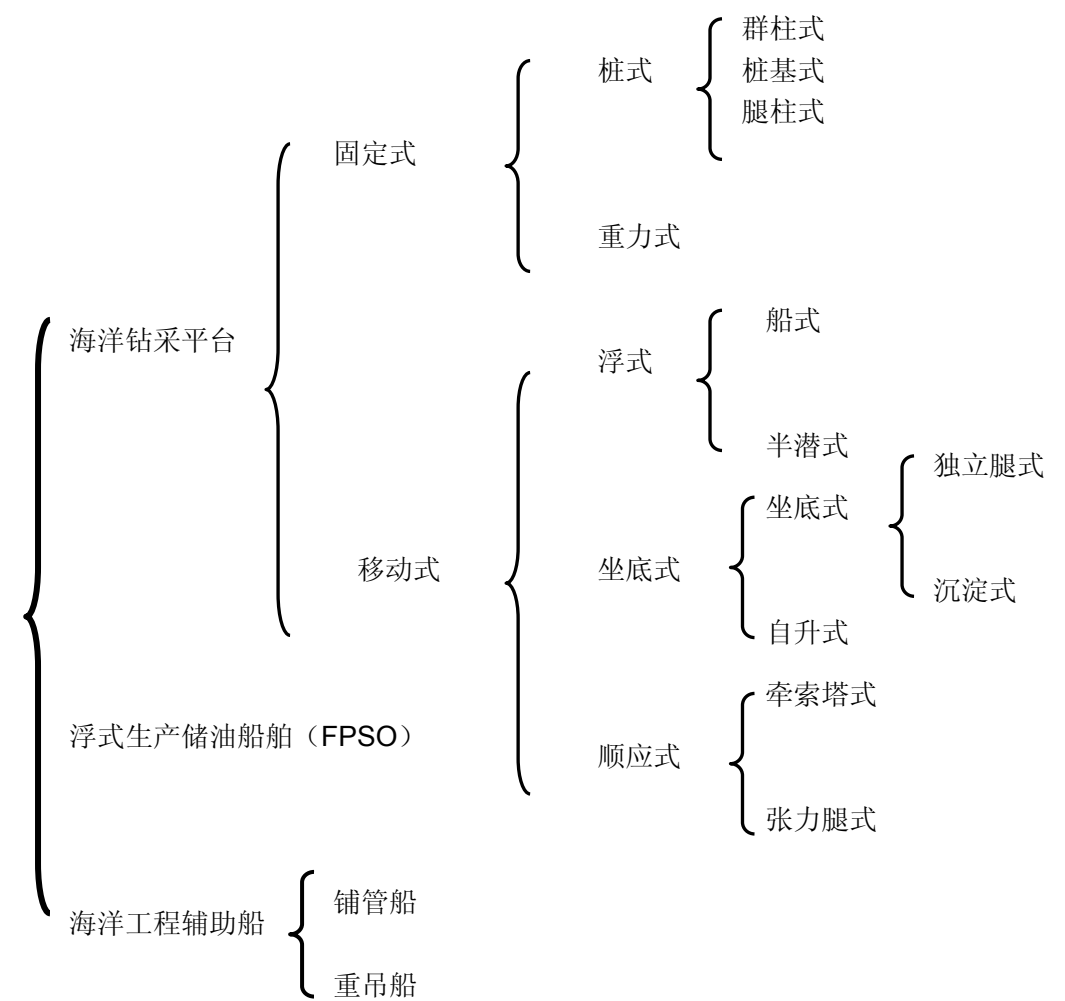 群柱式
桩式
桩基式
腿柱式
固定式
重力式
船式
海洋钻采平台
浮式
半潜式
独立腿式
坐底式
移动式
坐底式
沉淀式
自升式
牵索塔式
浮式生产储油船舶（FPSO）
顺应式
张力腿式
铺管船
海洋工程辅助船
重吊船